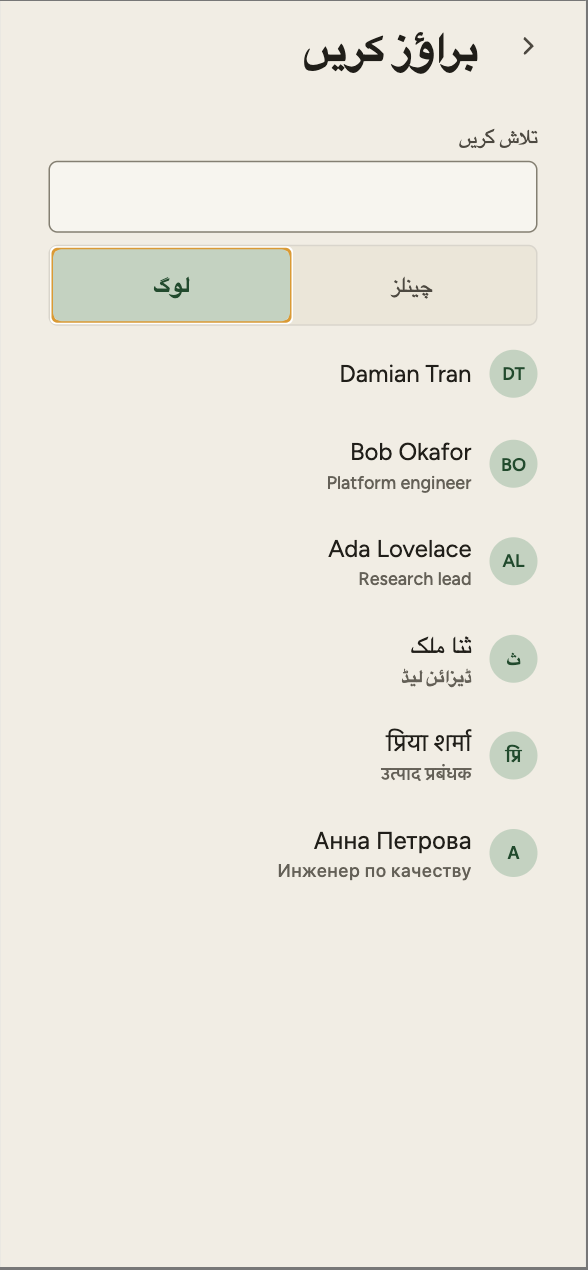 براؤز کریں
تلاش کریں
چینلز
لوگ
DT
Damian Tran
BO
Bob Okafor
Platform engineer
AL
Ada Lovelace
Research lead
ث
ثنا ملک
ڈیزائن لیڈ
प्रि
प्रिया शर्मा
उत्पाद प्रबंधक
А
Анна Петрова
Инженер по качеству